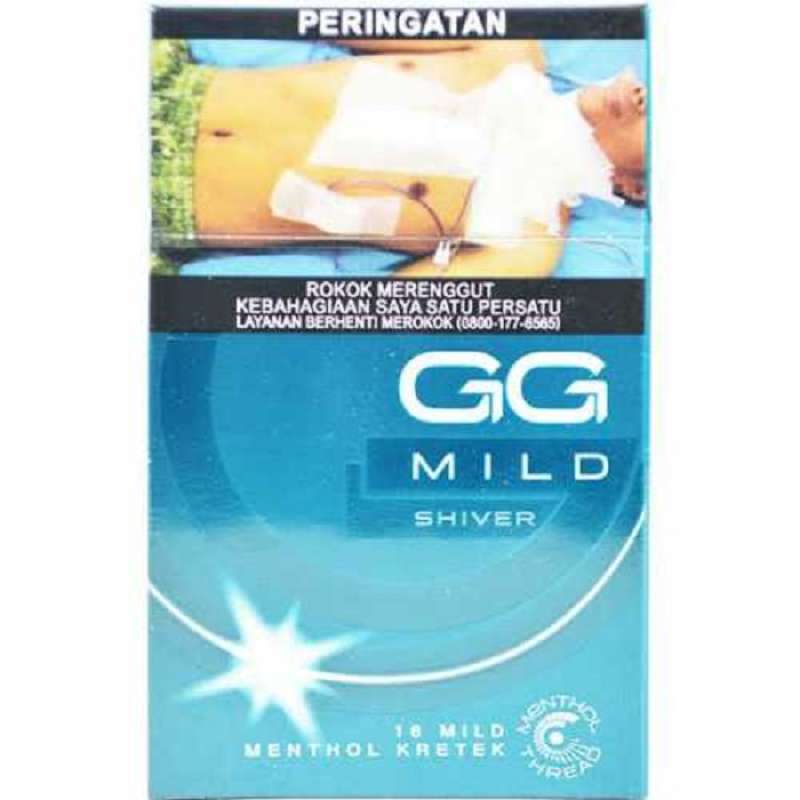 PERINGATAN
ROKOK MERENGGUT
KEBAHAGIAAN SAYA SATU PERSATU
LAYANAN BERHENTI MEROKOK (0800-177-6565)
GG
MILD
SHIVER
16 MILD
MENTHOL KRETEK
MENTHOL
THREAD